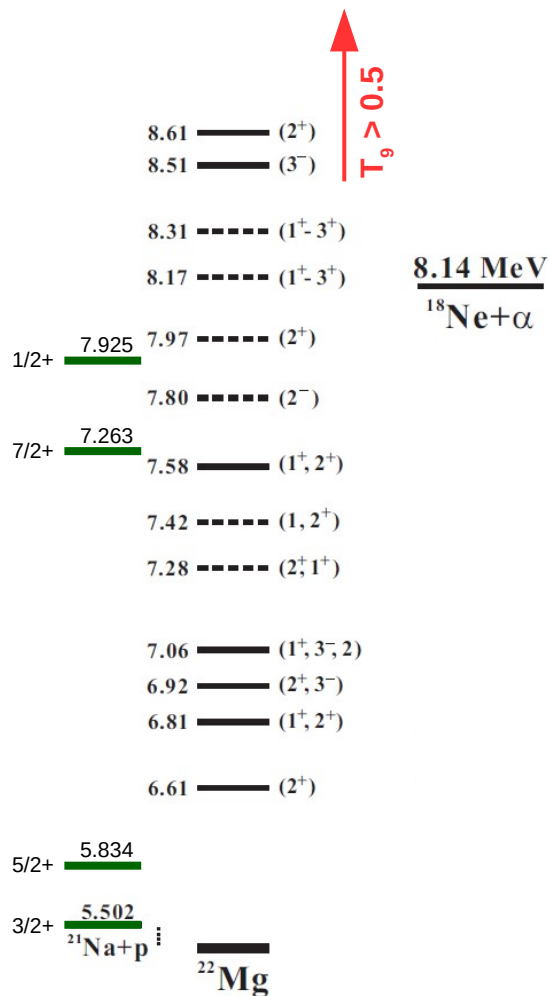 T₉ > 0.5
8.61 (2⁺)
8.51 (3⁻)
8.31 (1⁺- 3⁺)
8.17 (1⁺- 3⁺)
8.14 MeV
¹⁸Ne+α
7.97 (2⁺)
1/2+ 7.925
7.80 (2⁻)
7/2+ 7.263
7.58 (1⁺, 2⁺)
7.42 (1, 2⁺)
7.28 (2⁺, 1⁺)
7.06 (1⁺, 3⁻, 2)
6.92 (2⁺, 3⁻)
6.81 (1⁺, 2⁺)
6.61 (2⁺)
5/2+ 5.834
3/2+ 5.502
²¹Na+p
²²Mg